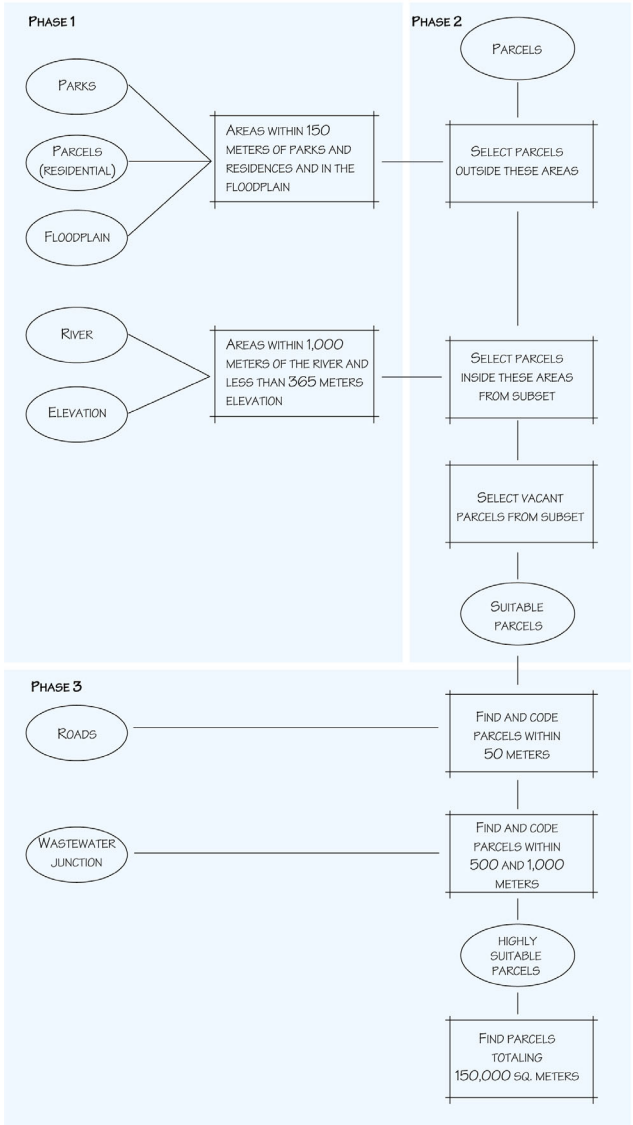 PHASE 1
PARKS
PARCELS
(RESIDENTIAL)
FLOODPLAIN
AREAS WITHIN 150
METERS OF PARKS AND
RESIDENCES AND IN THE
FLOODPLAIN
RIVER
ELEVATION
AREAS WITHIN 1,000
METERS OF THE RIVER AND
LESS THAN 365 METERS
ELEVATION
PHASE 2
PARCELS
SELECT PARCELS
OUTSIDE THESE AREAS
SELECT PARCELS
INSIDE THESE AREAS
FROM SUBSET
SELECT VACANT
PARCELS FROM SUBSET
SUITABLE
PARCELS
PHASE 3
ROADS
FIND AND CODE
PARCELS WITHIN
50 METERS
WASTEWATER
JUNCTION
FIND AND CODE
PARCELS WITHIN
500 AND 1,000
METERS
HIGHLY
SUITABLE
PARCELS
FIND PARCELS
TOTALING
150,000 SQ. METERS